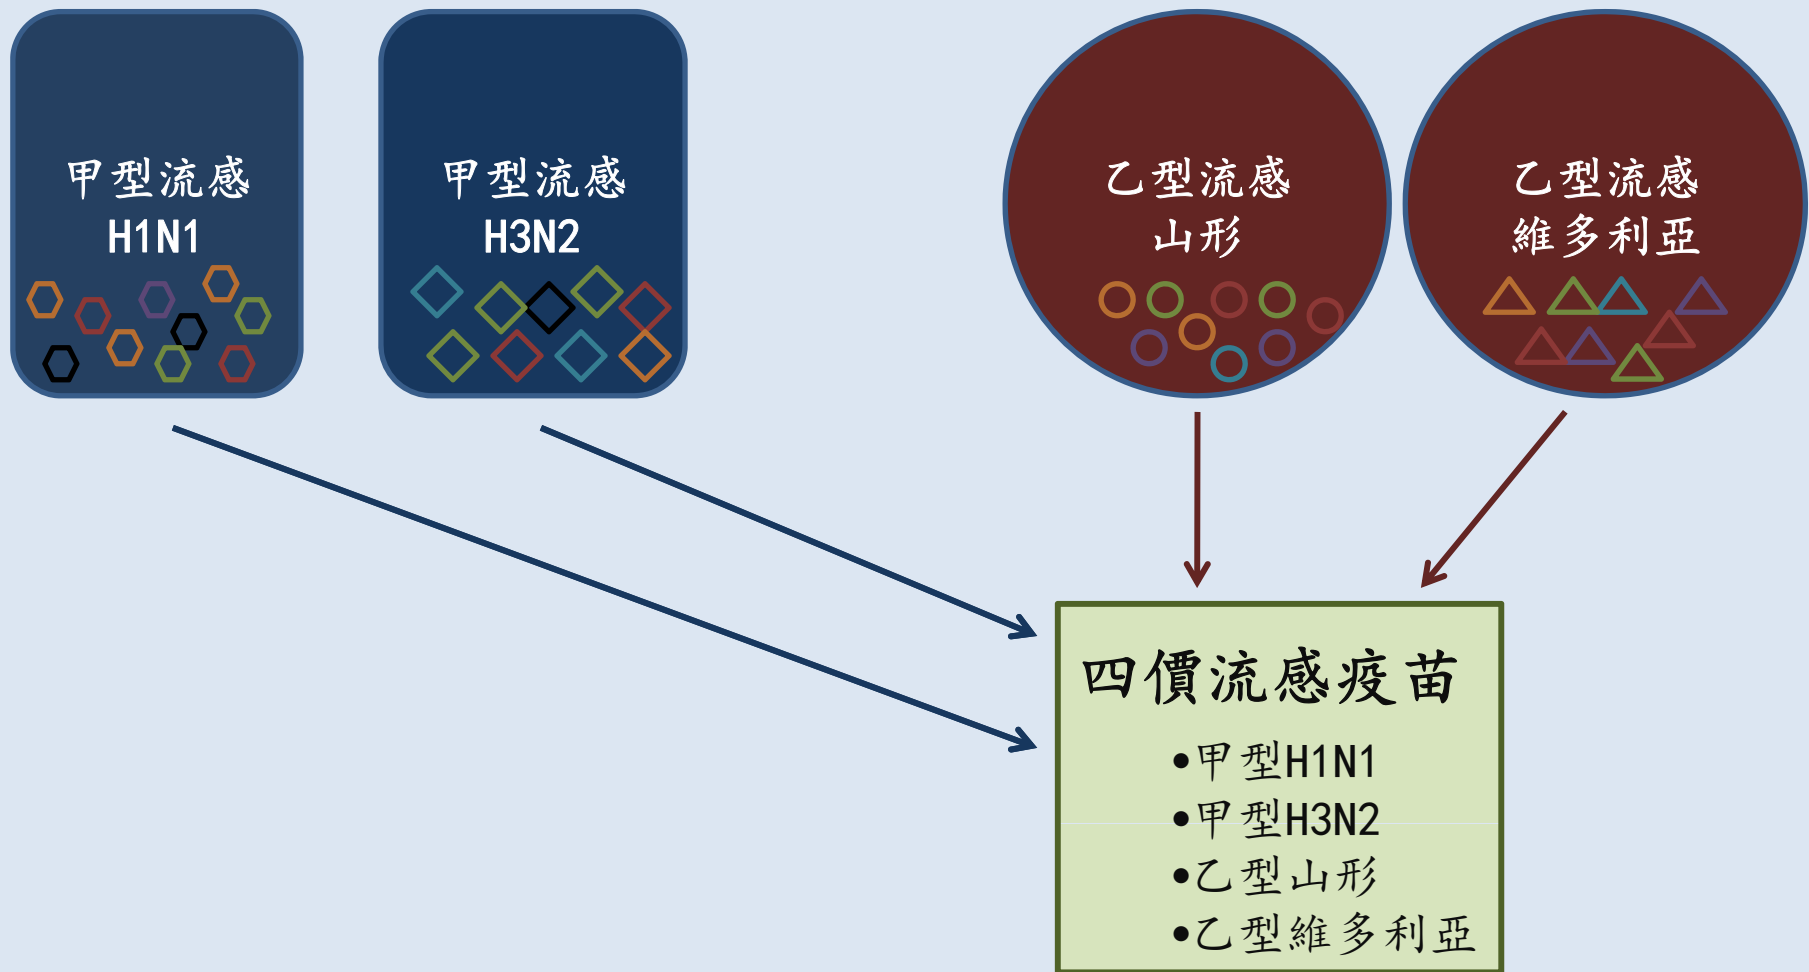 甲型流感
H1N1
甲型流感
H3N2
乙型流感
山形
乙型流感
維多利亞
四價流感疫苗
•甲型H1N1
•甲型H3N2
•乙型山形
•乙型維多利亞